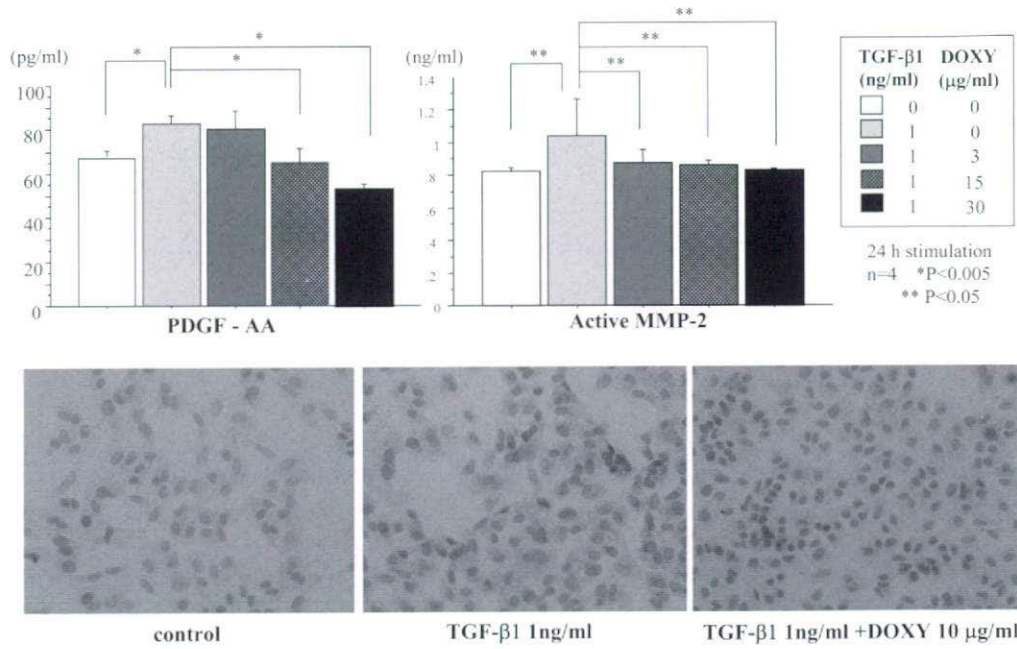 (pg/ml)
100
80
60
40
20
0
*
*
*
PDGF - AA
(ng/ml)
1.4
1.2
1
.8
.6
.4
.2
0
**
**
**
**
Active MMP-2
TGF-β1 DOXY
(ng/ml) (μg/ml)
0 0
1 0
1 3
1 15
1 30
24 h stimulation
n=4 *P<0.005
** P<0.05
control
TGF-β1 1ng/ml
TGF-β1 1ng/ml +DOXY 10 μg/ml